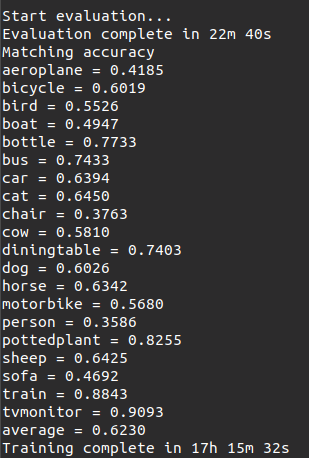 Start evaluation...
Evaluation complete in 22m 40s
Matching accuracy
aeroplane = 0.4185
bicycle = 0.6019
bird = 0.5526
boat = 0.4947
bottle = 0.7733
bus = 0.7433
car = 0.6394
cat = 0.6450
chair = 0.3763
cow = 0.5810
diningtable = 0.7403
dog = 0.6026
horse = 0.6342
motorbike = 0.5680
person = 0.3586
pottedplant = 0.8255
sheep = 0.6425
sofa = 0.4692
train = 0.8843
tvmonitor = 0.9093
average = 0.6230
Training complete in 17h 15m 32s